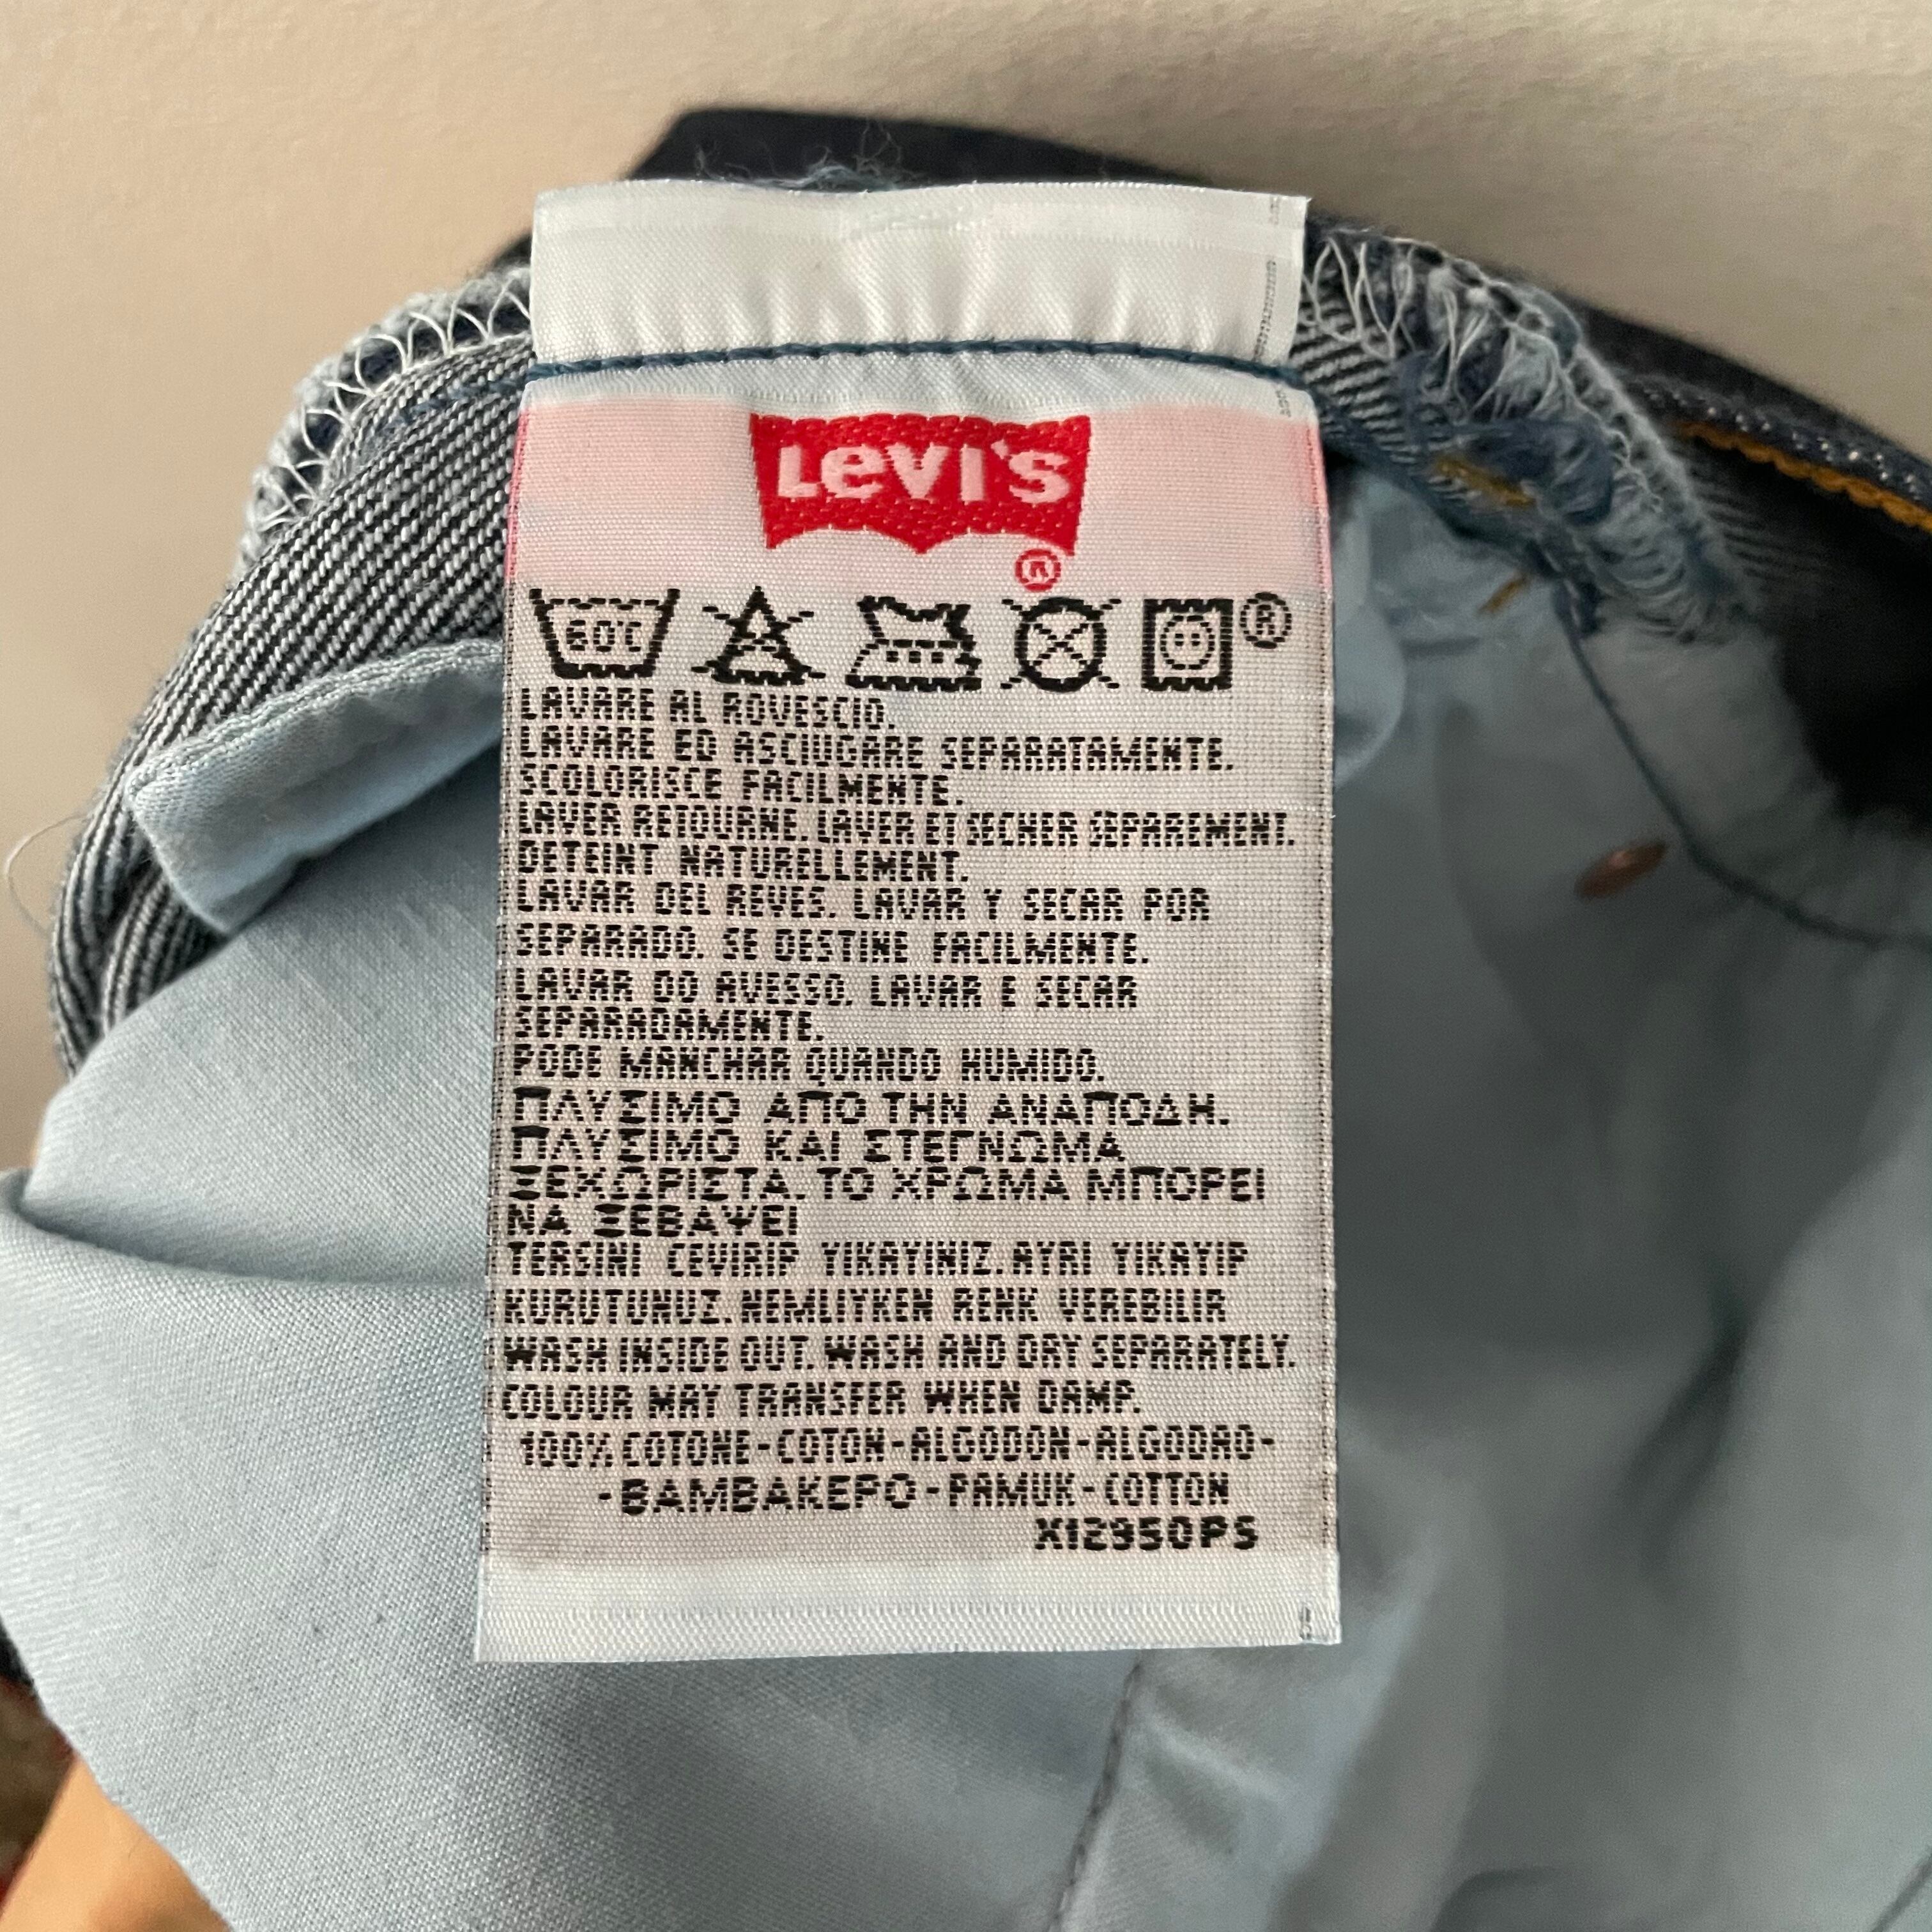 LEVI'S
®
60°C
®
LAVARE AL ROVESCIO.
LAVARE ED ASCIUGARE SEPARATAMENTE.
SCOLORISCE FACILMENTE.
LAVER RETOURNE. LAVER ET SECHER SEPAREMENT.
DETEINT NATURELLEMENT.
LAVAR DEL REVES. LAVAR Y SECAR POR
SEPARADO. SE DESTINE FACILMENTE.
LAVAR DO AVESSO. LAVAR E SECAR
SEPARADAMENTE.
PODE MANCHAR QUANDO HUMIDO.
ΠΛΥΣΙΜΟ ΑΠΟ ΤΗΝ ΑΝΑΠΟΔΗ.
ΠΛΥΣΙΜΟ ΚΑΙ ΣΤΕΓΝΩΜΑ
ΞΕΧΩΡΙΣΤΑ. ΤΟ ΧΡΩΜΑ ΜΠΟΡΕΙ
ΝΑ ΞΕΒΑΨΕΙ
TERSINI CEVIRIP YIKAYINIZ. AYRI YIKAYIP
KURUTUNUZ. NEMLIYKEN RENK VEREBILIR
WASH INSIDE OUT. WASH AND DRY SEPARATELY.
COLOUR MAY TRANSFER WHEN DAMP.
100% COTONE-COTON-ALGODON-ALGODAO-
-ΒΑΜΒΑΚΕΡΟ-PAMUK-COTTON
X12950PS